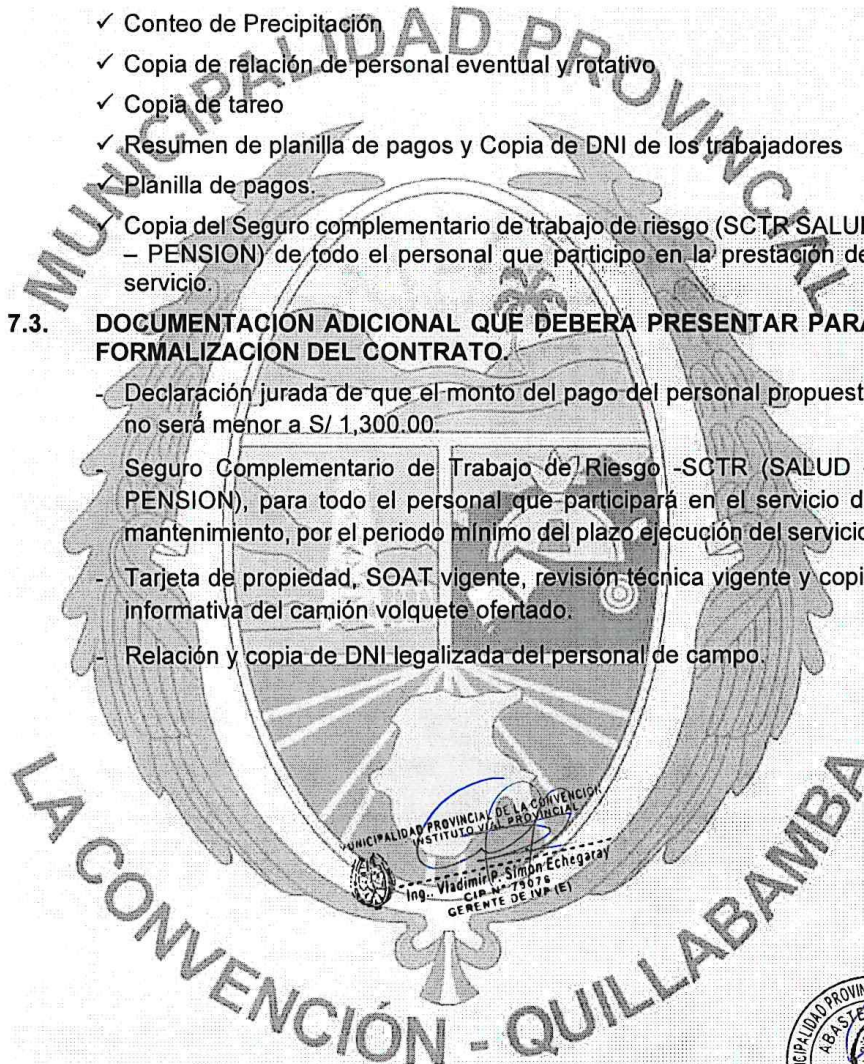 ✓ Conteo de Precipitación
✓ Copia de relación de personal eventual y rotativo
✓ Copia de tareo
✓ Resumen de planilla de pagos y Copia de DNI de los trabajadores
✓ Planilla de pagos.
✓ Copia del Seguro complementario de trabajo de riesgo (SCTR SALUD
– PENSION) de todo el personal que participo en la prestación de
servicio.
7.3. DOCUMENTACION ADICIONAL QUE DEBERA PRESENTAR PARA
FORMALIZACION DEL CONTRATO.
- Declaración jurada de que el monto del pago del personal propuest
no será menor a S/ 1,300.00.
- Seguro Complementario de Trabajo de Riesgo -SCTR (SALUD
PENSION), para todo el personal que participará en el servicio d
mantenimiento, por el periodo mínimo del plazo ejecución del servicio
- Tarjeta de propiedad, SOAT vigente, revisión técnica vigente y copi
informativa del camión volquete ofertado.
- Relación y copia de DNI legalizada del personal de campo.
MUNICIPALIDAD PROVINCIAL
LA CONVENCIÓN - QUILLABAMBA
MUNICIPALIDAD PROVINCIAL DE LA CONVENCIÓN
INSTITUTO VIAL PROVINCIAL
Ing. Vladimir P. Simón Echegaray
CIP N° 79076
GERENTE DE IVP (E)